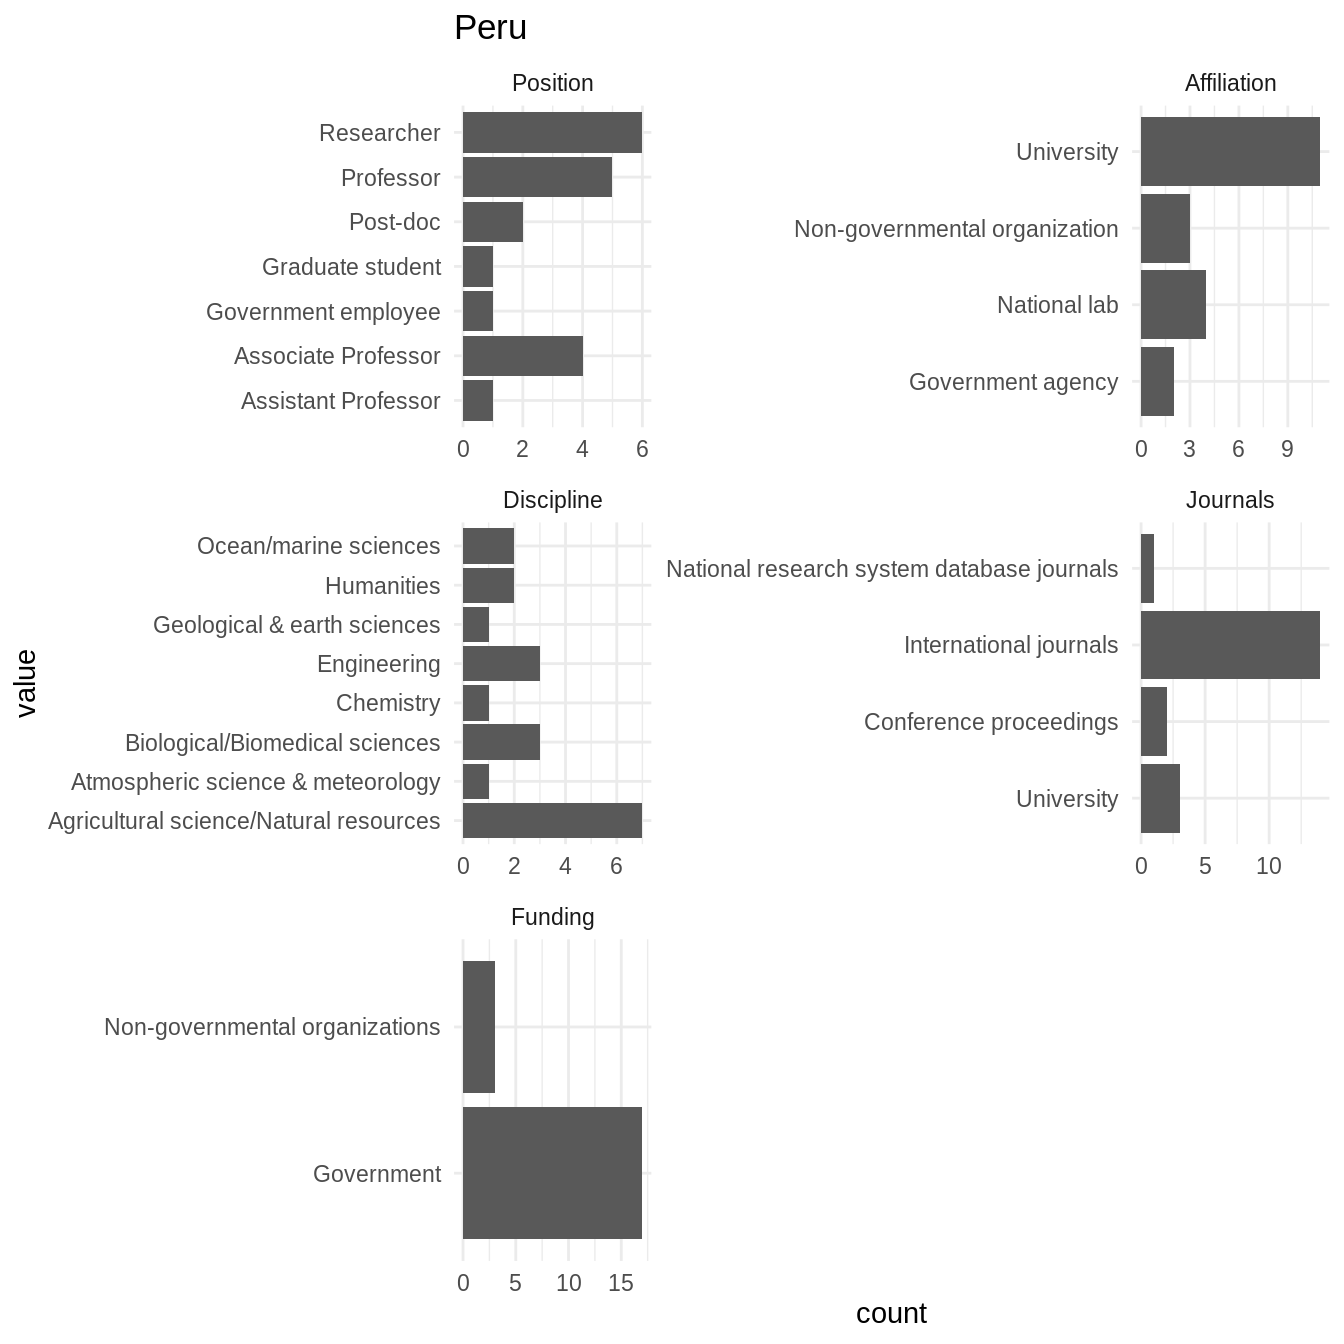 Peru
Position
Researcher
Professor
Post-doc
Graduate student
Government employee
Associate Professor
Assistant Professor
0 2 4 6
Affiliation
University
Non-governmental organization
National lab
Government agency
0 3 6 9
Discipline
Ocean/marine sciences
Humanities
Geological & earth sciences
Engineering
Chemistry
Biological/Biomedical sciences
Atmospheric science & meteorology
Agricultural science/Natural resources
0 2 4 6
Journals
National research system database journals
International journals
Conference proceedings
University
0 5 10
Funding
Non-governmental organizations
Government
0 5 10 15
value
count